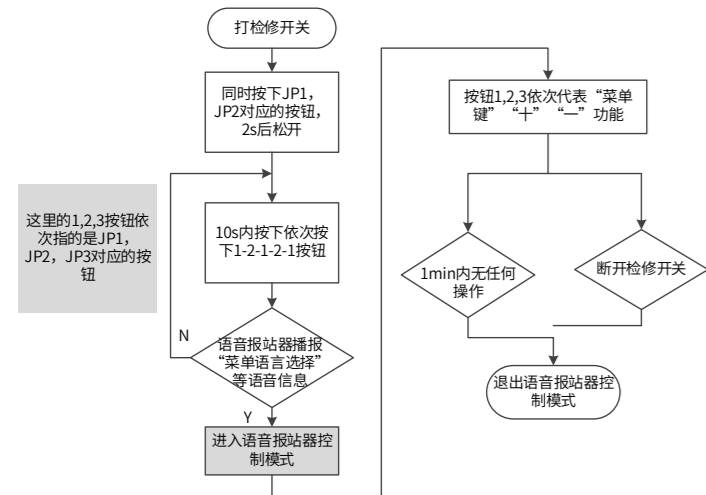 打检修开关
同时按下JP1，
JP2对应的按钮，
2s后松开
这里的1,2,3按钮依
次指的是JP1，
JP2，JP3对应的按
钮
10s内按下依次按
下1-2-1-2-1按钮
N
语音报站器播报
“菜单语言选择”
等语音信息
Y
进入语音报站器控
制模式
按钮1,2,3依次代表“菜单
键”“十”“一”功能
1min内无任何
操作
断开检修开关
退出语音报站器控
制模式